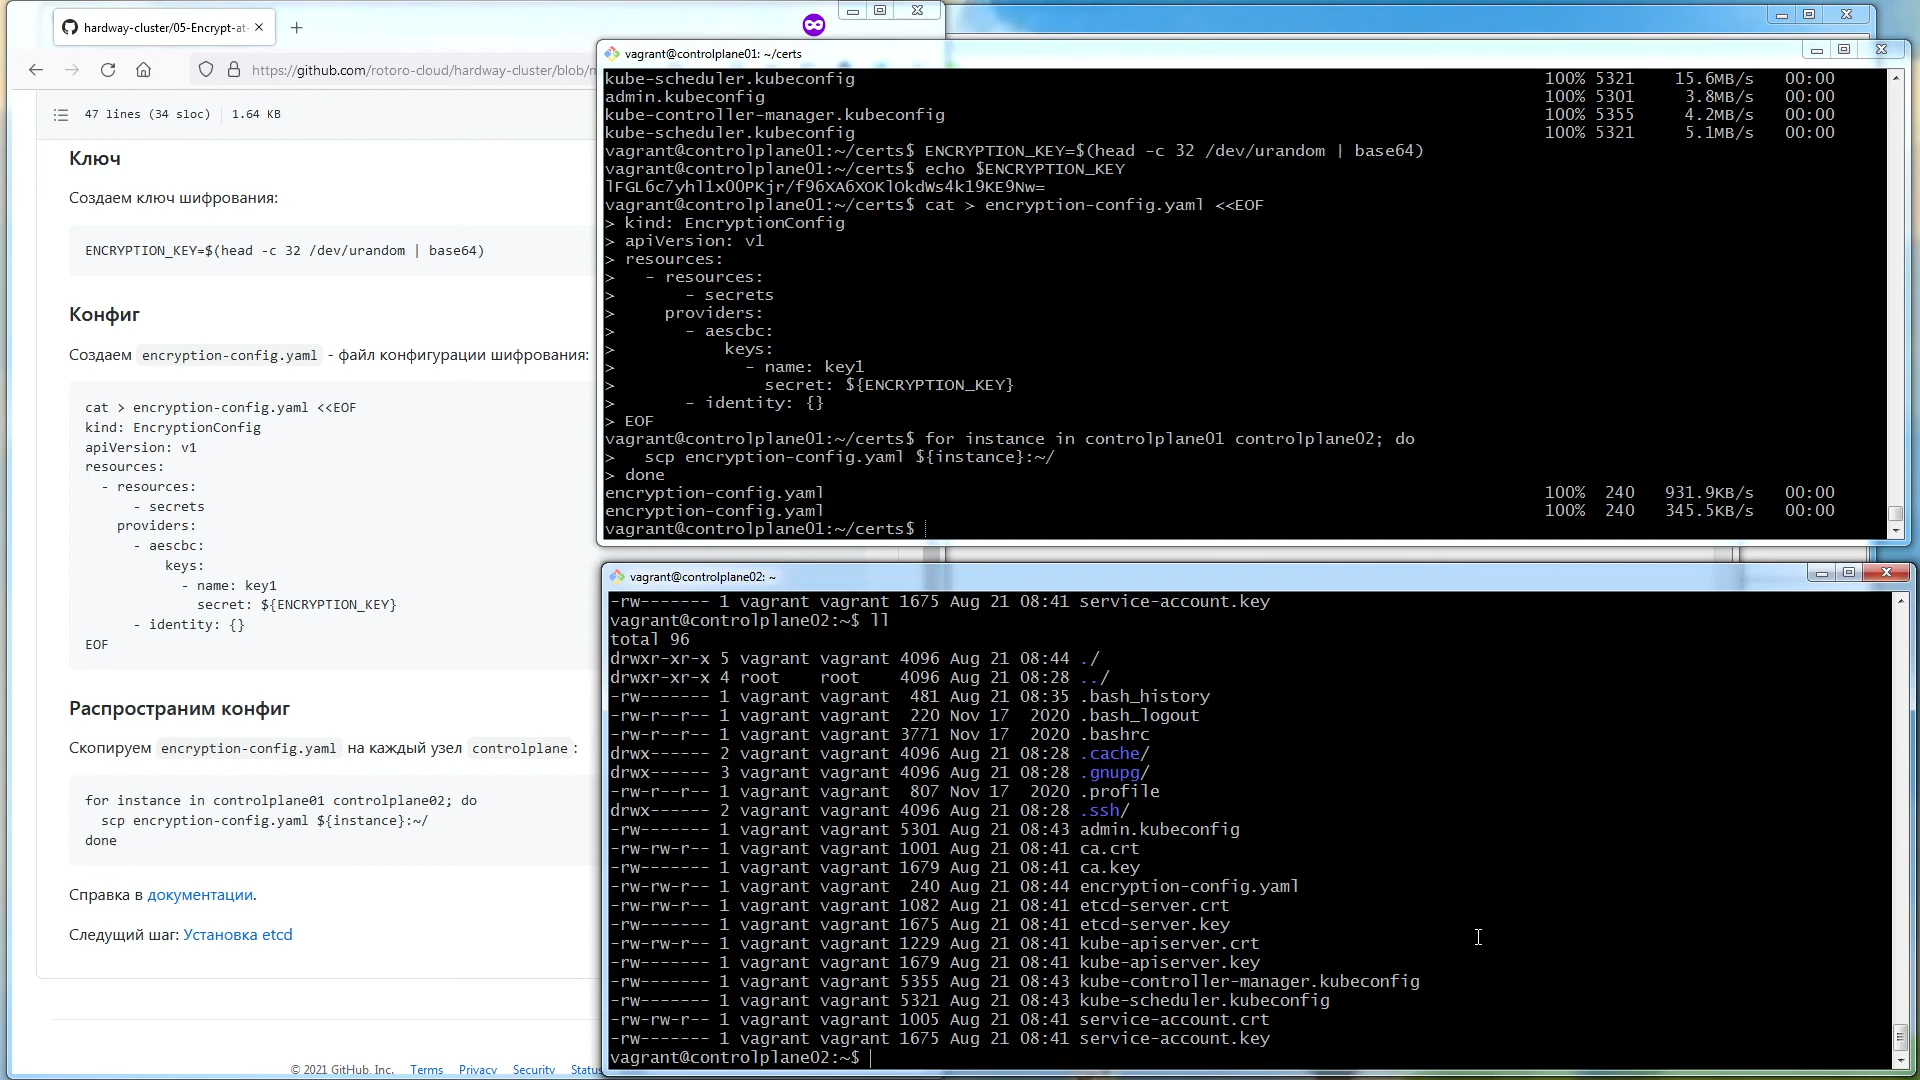 hardway-cluster/05-Encrypt-at-
https://github.com/rotoro-cloud/hardway-cluster/blob/m
47 lines (34 sloc) 1.64 KB
Ключ
Создаем ключ шифрования:
ENCRYPTION_KEY=$(head -c 32 /dev/urandom | base64)
Конфиг
Создаем encryption-config.yaml - файл конфигурации шифрования:
cat > encryption-config.yaml <<EOF
kind: EncryptionConfig
apiVersion: v1
resources:
  - resources:
      - secrets
    providers:
      - aescbc:
          keys:
            - name: key1
              secret: ${ENCRYPTION_KEY}
      - identity: {}
EOF
Распространим конфиг
Скопируем encryption-config.yaml на каждый узел controlplane :
for instance in controlplane01 controlplane02; do
  scp encryption-config.yaml ${instance}:~/
done
Справка в документации.
Следущий шаг: Установка etcd
© 2021 GitHub, Inc. Terms Privacy Security Status
vagrant@controlplane01: ~/certs
kube-scheduler.kubeconfig 100% 5321 15.6MB/s 00:00
admin.kubeconfig 100% 5301 3.8MB/s 00:00
kube-controller-manager.kubeconfig 100% 5355 4.2MB/s 00:00
kube-scheduler.kubeconfig 100% 5321 5.1MB/s 00:00
vagrant@controlplane01:~/certs$ ENCRYPTION_KEY=$(head -c 32 /dev/urandom | base64)
vagrant@controlplane01:~/certs$ echo $ENCRYPTION_KEY
vagrant@controlplane01:~/certs$ cat > encryption-config.yaml <<EOF
> kind: EncryptionConfig
> apiVersion: v1
> resources:
>   - resources:
>       - secrets
>     providers:
>       - aescbc:
>           keys:
>             - name: key1
>               secret: ${ENCRYPTION_KEY}
>       - identity: {}
> EOF
vagrant@controlplane01:~/certs$ for instance in controlplane01 controlplane02; do
>   scp encryption-config.yaml ${instance}:~/
> done
encryption-config.yaml 100% 240 931.9KB/s 00:00
encryption-config.yaml 100% 240 345.5KB/s 00:00
vagrant@controlplane01:~/certs$
vagrant@controlplane02: ~
-rw------- 1 vagrant vagrant 1675 Aug 21 08:41 service-account.key
vagrant@controlplane02:~$ ll
total 96
drwxr-xr-x 5 vagrant vagrant 4096 Aug 21 08:44 ./
drwxr-xr-x 4 root root 4096 Aug 21 08:28 ../
-rw------- 1 vagrant vagrant 481 Aug 21 08:35 .bash_history
-rw-r--r-- 1 vagrant vagrant 220 Nov 17 2020 .bash_logout
-rw-r--r-- 1 vagrant vagrant 3771 Nov 17 2020 .bashrc
drwx------ 2 vagrant vagrant 4096 Aug 21 08:28 .cache/
drwx------ 3 vagrant vagrant 4096 Aug 21 08:28 .gnupg/
-rw-r--r-- 1 vagrant vagrant 807 Nov 17 2020 .profile
drwx------ 2 vagrant vagrant 4096 Aug 21 08:28 .ssh/
-rw------- 1 vagrant vagrant 5301 Aug 21 08:43 admin.kubeconfig
-rw-rw-r-- 1 vagrant vagrant 1001 Aug 21 08:41 ca.crt
-rw------- 1 vagrant vagrant 1679 Aug 21 08:41 ca.key
-rw-rw-r-- 1 vagrant vagrant 240 Aug 21 08:44 encryption-config.yaml
-rw-rw-r-- 1 vagrant vagrant 1082 Aug 21 08:41 etcd-server.crt
-rw------- 1 vagrant vagrant 1675 Aug 21 08:41 etcd-server.key
-rw-rw-r-- 1 vagrant vagrant 1229 Aug 21 08:41 kube-apiserver.crt
-rw------- 1 vagrant vagrant 1679 Aug 21 08:41 kube-apiserver.key
-rw------- 1 vagrant vagrant 5355 Aug 21 08:43 kube-controller-manager.kubeconfig
-rw------- 1 vagrant vagrant 5321 Aug 21 08:43 kube-scheduler.kubeconfig
-rw-rw-r-- 1 vagrant vagrant 1005 Aug 21 08:41 service-account.crt
-rw------- 1 vagrant vagrant 1675 Aug 21 08:41 service-account.key
vagrant@controlplane02:~$